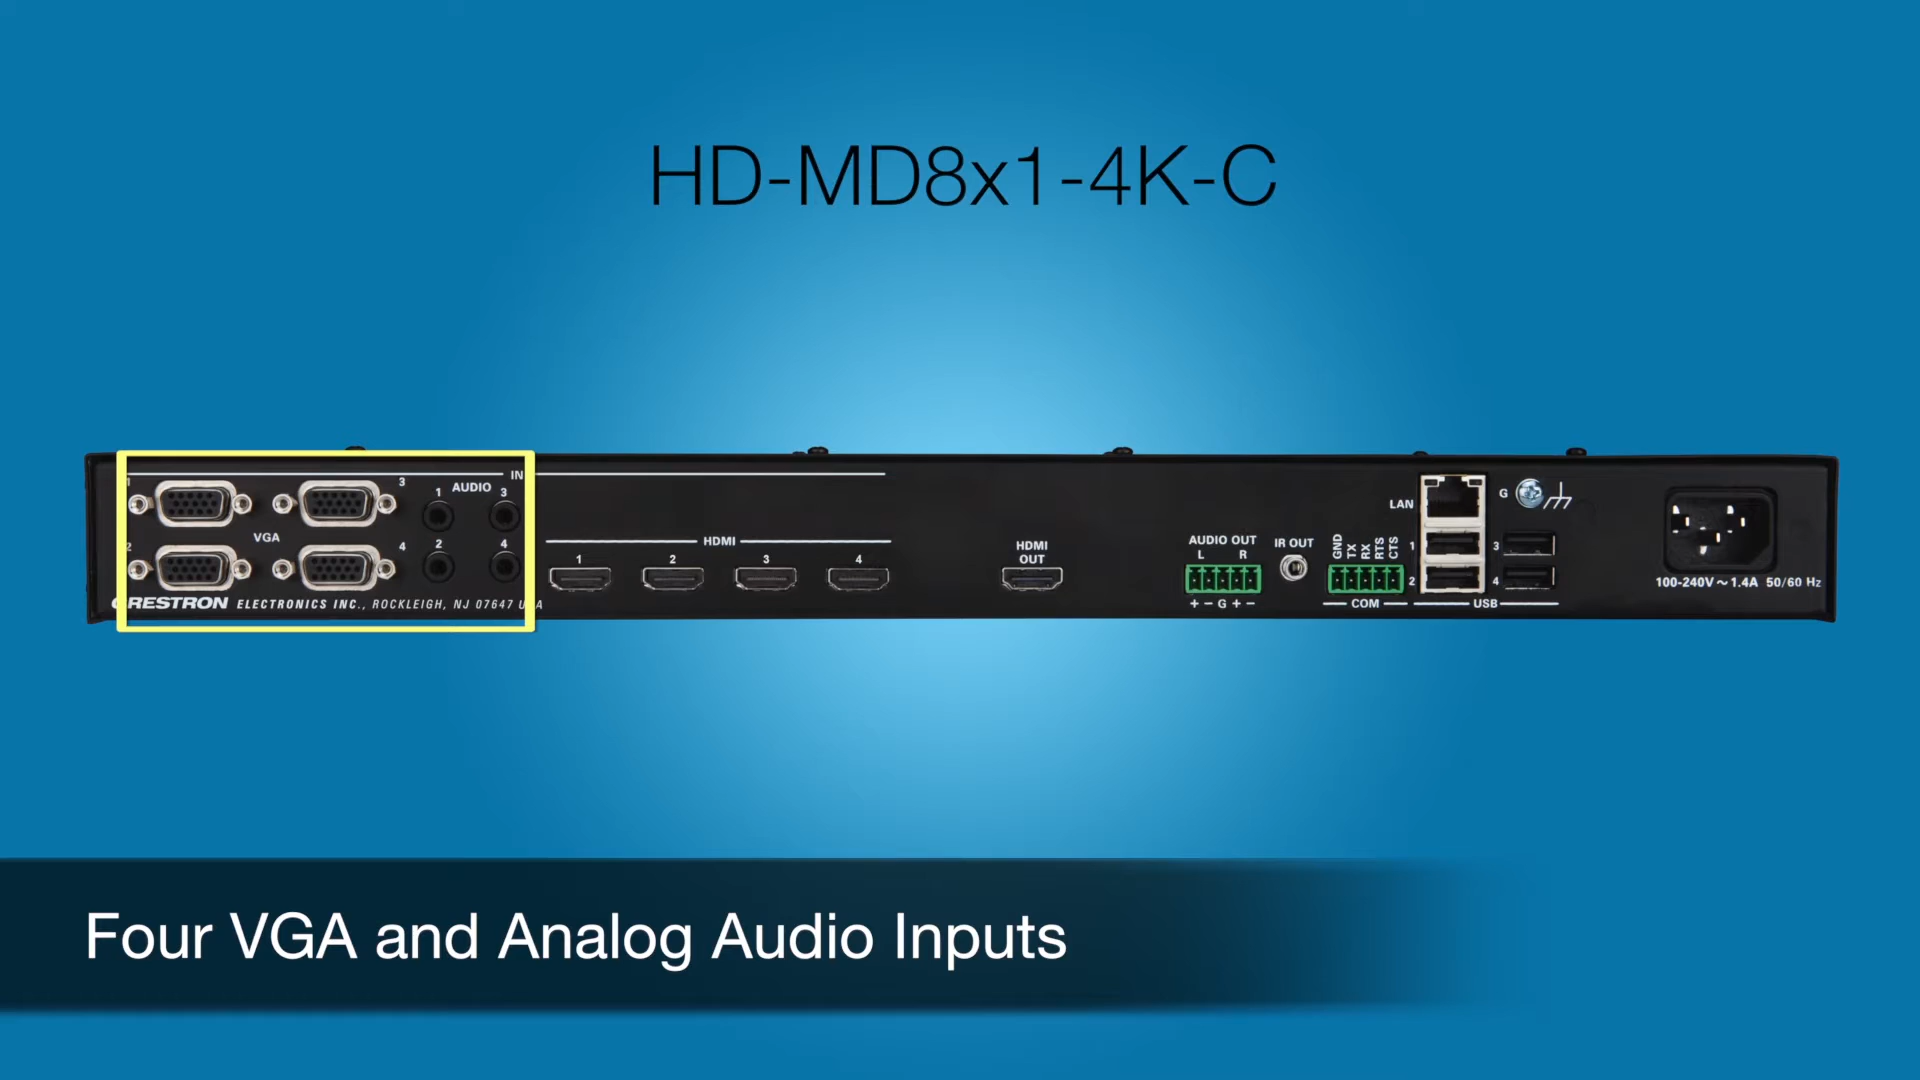 HD-MD8x1-4K-C
IN
1
3
AUDIO
1
3
VGA
2
4
2
4
CRESTRON ELECTRONICS INC., ROCKLEIGH, NJ 07647 USA
HDMI
1 2 3 4
HDMI
OUT
AUDIO OUT
L R
+ − G + −
IR OUT
GND
TX
RX
RTS
CTS
COM
LAN
1
2
3
4
USB
G
100-240V ~ 1.4A 50/60 Hz
Four VGA and Analog Audio Inputs